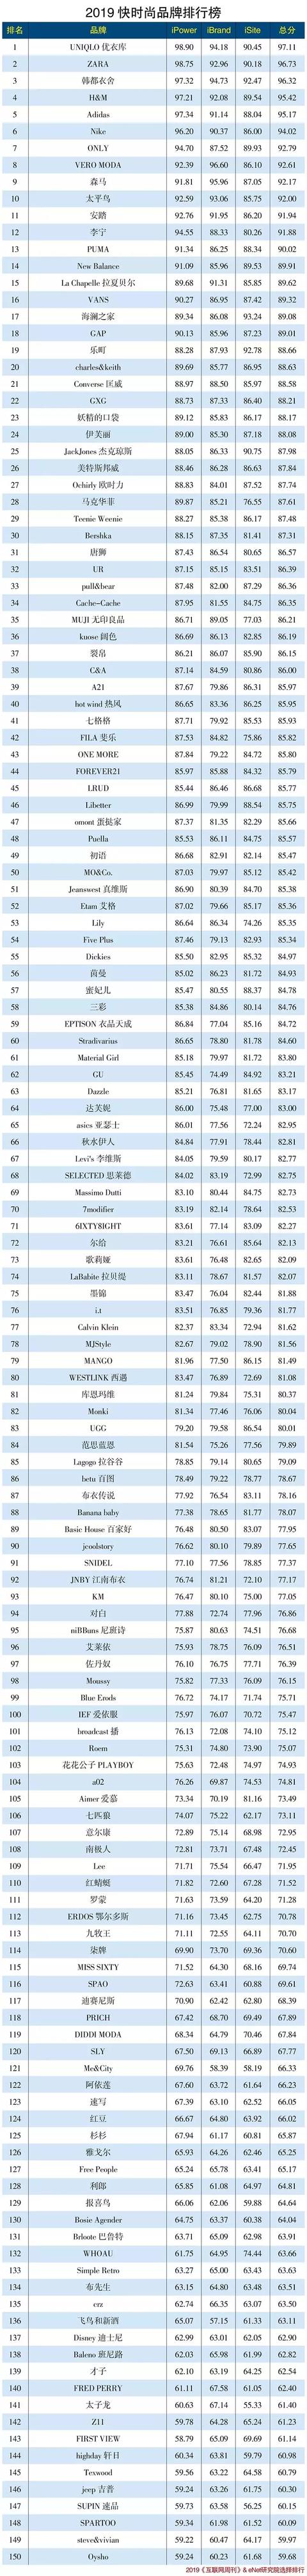 2019 快时尚品牌排行榜
排名 品牌 iPower iBrand iSite 总分
1 UNIQLO 优衣库 98.90 94.18 90.45 97.11
2 ZARA 98.75 92.96 90.18 96.73
3 韩都衣舍 97.32 94.73 92.47 96.32
4 H&M 97.21 92.08 89.54 95.42
5 Adidas 97.34 91.14 88.04 95.17
6 Nike 96.20 90.37 86.00 94.02
7 ONLY 94.70 87.52 89.93 92.79
8 VERO MODA 92.39 96.60 86.10 92.61
9 森马 91.81 95.96 87.05 92.17
10 太平鸟 92.59 93.06 85.75 92.00
11 安踏 92.76 91.95 86.20 91.94
12 李宁 94.55 88.33 80.26 91.88
13 PUMA 91.34 86.25 88.34 90.02
14 New Balance 91.09 85.96 89.53 89.91
15 La Chapelle 拉夏贝尔 89.68 91.31 85.85 89.62
16 VANS 90.27 86.95 87.42 89.32
17 海澜之家 89.34 86.08 93.24 89.08
18 GAP 90.13 85.96 87.23 89.01
19 乐町 88.28 87.93 92.78 88.66
20 charles&keith 89.69 85.77 86.95 88.63
21 Converse 匡威 88.97 88.50 85.97 88.58
22 GXG 88.73 87.33 86.40 88.21
23 妖精的口袋 89.12 85.83 86.17 88.17
24 伊芙丽 89.00 85.30 87.18 88.08
25 JackJones 杰克琼斯 88.05 86.33 90.75 87.98
26 美特斯邦威 88.46 86.28 86.63 87.84
27 Ochirly 欧时力 88.83 84.01 87.52 87.74
28 马克华菲 89.87 85.21 76.55 87.61
29 Teenie Weenie 88.27 85.38 86.17 87.48
30 Bershka 88.15 87.35 81.41 87.31
31 唐狮 87.43 86.54 80.65 86.57
32 UR 87.15 85.15 83.51 86.39
33 pull&bear 87.48 82.00 87.29 86.36
34 Cache-Cache 87.95 81.55 84.75 86.35
35 MUJI 无印良品 86.71 89.05 77.03 86.21
36 kuose 阔色 86.69 86.13 82.85 86.19
37 裂帛 86.21 86.07 85.90 86.15
38 C&A 87.14 84.59 80.86 86.00
39 A21 87.67 79.86 86.31 85.97
40 hot wind 热风 86.65 83.36 86.25 85.95
41 七格格 87.71 79.92 85.53 85.93
42 FILA 斐乐 87.53 84.82 75.86 85.82
43 ONE MORE 87.84 79.22 84.72 85.80
44 FOREVER21 85.97 85.88 84.32 85.79
45 LRUD 85.44 86.46 86.68 85.77
46 Libetter 86.99 79.99 88.54 85.75
47 omont 蛋挞家 87.37 81.35 82.29 85.66
48 Puella 85.53 86.11 84.75 85.57
49 初语 86.68 82.91 82.14 85.47
50 MO&Co. 87.03 79.97 85.12 85.42
51 Jeanswest 真维斯 86.90 80.39 84.70 85.38
52 Etam 艾格 87.02 79.66 85.17 85.36
53 Lily 86.64 86.34 74.26 85.35
54 Five Plus 87.46 79.13 82.93 85.34
55 Dickies 85.50 82.95 85.32 84.97
56 茵曼 85.02 86.23 81.72 84.93
57 蜜妃儿 85.47 80.55 88.37 84.78
58 三彩 85.38 84.86 80.14 84.76
59 EPTISON 衣品天成 86.84 77.04 85.16 84.72
60 Stradivarius 86.65 78.80 81.78 84.60
61 Material Girl 85.18 79.97 81.72 83.80
62 GU 85.45 74.49 84.92 83.21
63 Dazzle 85.21 76.81 81.65 83.17
64 达芙妮 86.00 75.48 77.00 83.00
65 asics 亚瑟士 86.01 77.56 72.24 82.95
66 秋水伊人 84.84 77.91 78.44 82.81
67 Levi's 李维斯 84.05 79.59 80.17 82.77
68 SELECTED 思莱德 84.02 83.19 72.99 82.75
69 Massimo Dutti 83.10 80.44 84.75 82.73
70 7modifier 83.19 82.14 78.64 82.53
71 6IXTY8IGHT 83.61 77.14 83.09 82.27
72 尔给 83.21 76.61 85.64 82.13
73 歌莉娅 83.61 76.48 82.65 82.09
74 LaBabite 拉贝缇 83.11 78.67 81.57 82.07
75 墨锦 83.47 76.04 82.44 81.88
76 i.t 83.51 76.85 79.36 81.77
77 Calvin Klein 82.37 83.34 72.94 81.62
78 MJStyle 82.67 79.02 78.90 81.56
79 MANGO 81.96 77.50 86.15 81.49
80 WESTLINK 西遇 83.47 76.89 72.69 81.08
81 库恩玛维 81.24 79.84 75.31 80.37
82 Monki 81.34 77.46 76.06 80.04
83 UGG 79.20 79.58 86.54 80.01
84 范思蓝恩 81.54 75.26 77.56 79.89
85 Lagogo 拉谷谷 78.85 79.14 80.65 79.09
86 betu 百图 78.49 79.22 78.77 78.67
87 布衣传说 77.92 76.54 83.11 78.16
88 Banana baby 77.38 78.65 81.77 78.07
89 Basic House 百家好 76.48 80.50 83.07 77.95
90 jcoolstory 76.62 80.10 79.89 77.65
91 SNIDEL 77.10 77.56 78.85 77.37
92 JNBY 江南布衣 76.74 81.21 72.10 77.17
93 KM 76.47 80.10 75.00 77.05
94 对白 77.88 72.74 77.96 76.86
95 niBBuns 尼班诗 75.87 80.63 74.51 76.68
96 艾莱依 75.93 78.75 76.09 76.51
97 佐丹奴 76.10 76.75 77.71 76.39
98 Moussy 75.82 77.33 76.09 76.15
99 Blue Erods 76.72 74.17 71.74 75.71
100 IEF 爱依服 75.97 76.07 70.72 75.47
101 broadcast 播 76.13 72.08 74.10 75.12
102 Roem 75.31 74.80 73.90 75.07
103 花花公子 PLAYBOY 75.63 72.48 74.97 74.93
104 a02 76.26 69.87 74.53 74.81
105 Aimer 爱慕 73.34 70.19 81.16 73.49
106 七匹狼 74.07 75.22 62.17 73.11
107 意尔康 72.89 75.14 68.98 72.95
108 南极人 72.81 73.71 67.48 72.45
109 Lee 71.71 75.54 66.47 71.95
110 红蜻蜓 71.82 72.60 67.28 71.52
111 罗蒙 71.63 73.59 64.20 71.28
112 ERDOS 鄂尔多斯 71.16 73.45 62.75 70.78
113 九牧王 71.11 72.55 64.11 70.70
114 柒牌 69.90 73.70 69.36 70.60
115 MISS SIXTY 71.52 64.30 68.16 69.74
116 SPAO 72.63 63.41 60.88 69.61
117 迪赛尼斯 70.90 62.42 62.80 68.39
118 PRICH 67.42 68.70 69.49 67.89
119 DIDDI MODA 68.34 64.79 70.46 67.84
120 SLY 67.50 69.13 66.89 67.77
121 Me&City 69.76 58.39 58.19 66.33
122 阿依莲 67.60 63.72 61.64 66.23
123 速写 67.39 63.10 62.52 66.05
124 红豆 66.67 64.80 63.92 66.02
125 杉杉 67.94 61.17 60.81 65.87
126 雅戈尔 65.93 64.26 62.46 65.25
127 Free People 65.24 65.78 63.41 65.17
128 利郎 65.85 61.08 64.97 64.81
129 报喜鸟 66.06 62.06 59.88 64.64
130 Bosie Agender 64.75 63.37 60.38 64.04
131 Brloote 巴鲁特 63.71 65.09 62.98 63.91
132 WHOAU 61.75 64.95 74.44 63.66
133 Simple Retro 63.27 65.00 63.43 63.63
134 布先生 63.15 64.80 63.48 63.51
135 crz 62.74 66.35 63.07 63.50
136 飞鸟和新酒 65.07 57.15 61.33 63.11
137 Disney 迪士尼 62.99 63.01 62.05 62.90
138 Baleno 班尼路 62.03 65.98 61.99 62.82
139 才子 62.10 63.19 64.25 62.54
140 FRED PERRY 61.11 67.58 61.05 62.40
141 太子龙 60.63 67.14 55.33 61.40
142 Z11 59.78 64.28 65.24 61.23
143 FIRST VIEW 58.79 65.09 69.69 61.14
144 highday 轩日 60.34 63.81 59.79 60.98
145 Texwood 59.56 63.22 64.58 60.79
146 jeep 吉普 59.24 63.26 61.75 60.30
147 SUPIN 速品 59.73 63.58 56.25 60.15
148 SPARTOO 59.34 61.98 61.52 60.09
149 steve&vivian 59.22 60.47 64.17 59.97
150 Oysho 59.24 60.23 61.68 59.68
2019《互联网周刊》& eNet研究院选择排行